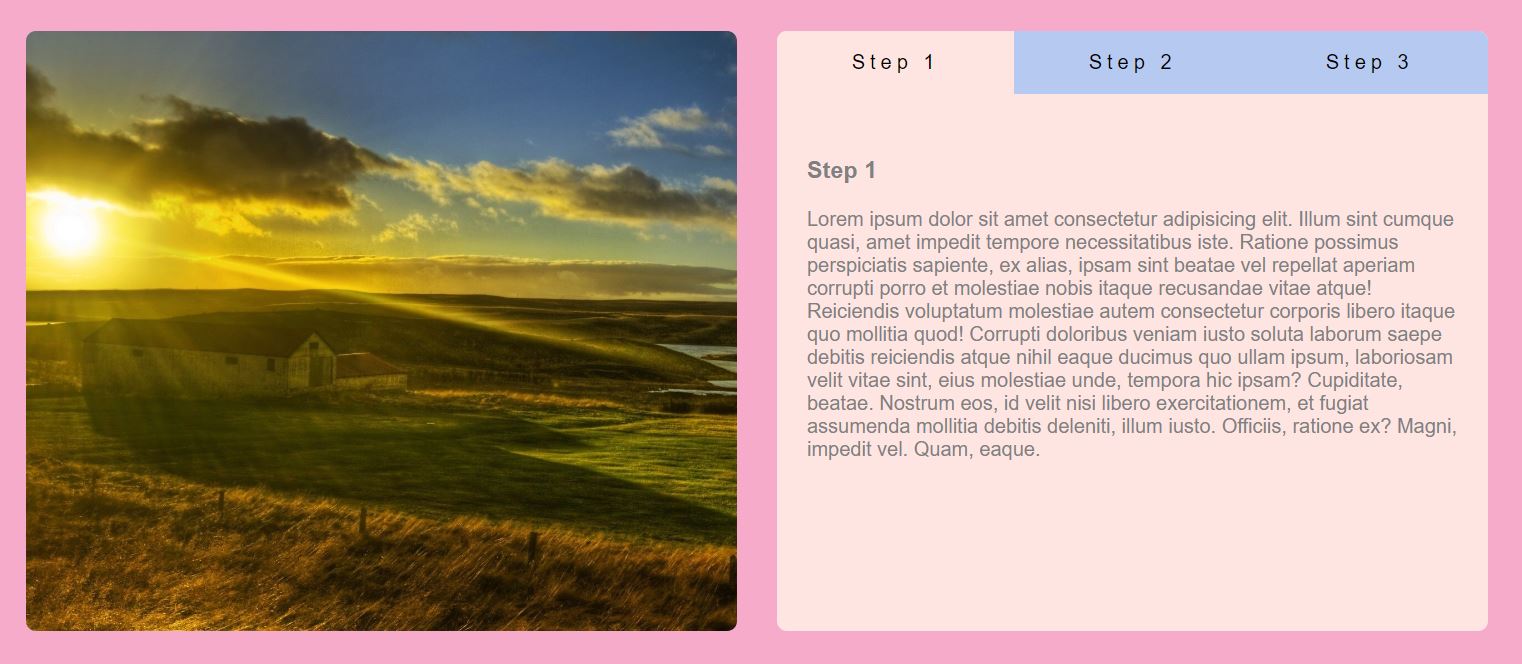 Step 1
Step 2
Step 3
Step 1
Lorem ipsum dolor sit amet consectetur adipisicing elit. Illum sint cumque
quasi, amet impedit tempore necessitatibus iste. Ratione possimus
perspiciatis sapiente, ex alias, ipsam sint beatae vel repellat aperiam
corrupti porro et molestiae nobis itaque recusandae vitae atque!
Reiciendis voluptatum molestiae autem consectetur corporis libero itaque
quo mollitia quod! Corrupti doloribus veniam iusto soluta laborum saepe
debitis reiciendis atque nihil eaque ducimus quo ullam ipsum, laboriosam
velit vitae sint, eius molestiae unde, tempora hic ipsam? Cupiditate,
beatae. Nostrum eos, id velit nisi libero exercitationem, et fugiat
assumenda mollitia debitis deleniti, illum iusto. Officiis, ratione ex? Magni,
impedit vel. Quam, eaque.